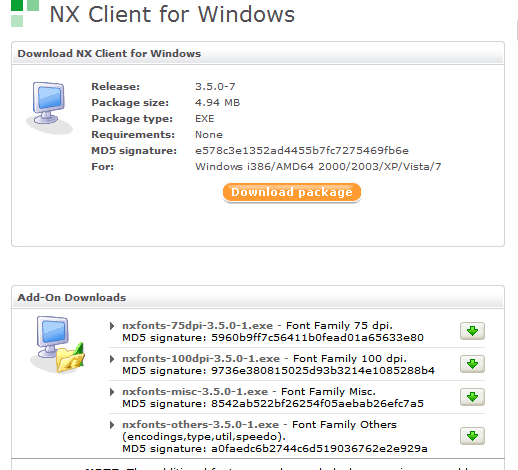 NX Client for Windows
Download NX Client for Windows
Release: 3.5.0-7
Package size: 4.94 MB
Package type: EXE
Requirements: None
MD5 signature: e578c3e1352ad4455b7fc7275469fb6e
For: Windows i386/AMD64 2000/2003/XP/Vista/7
Download package
Add-On Downloads
nxfonts-75dpi-3.5.0-1.exe - Font Family 75 dpi.
MD5 signature: 5960b9ff7c56411b0fead01a65633e80
nxfonts-100dpi-3.5.0-1.exe - Font Family 100 dpi.
MD5 signature: 9736e380815025d93b3214e1085288b4
nxfonts-misc-3.5.0-1.exe - Font Family Misc.
MD5 signature: 8542ab522bf26254f05aebab26efc7a5
nxfonts-others-3.5.0-1.exe - Font Family Others
(encodings,type,util,speedo).
MD5 signature: a0faedc6b2744c6d519036762e2e929a